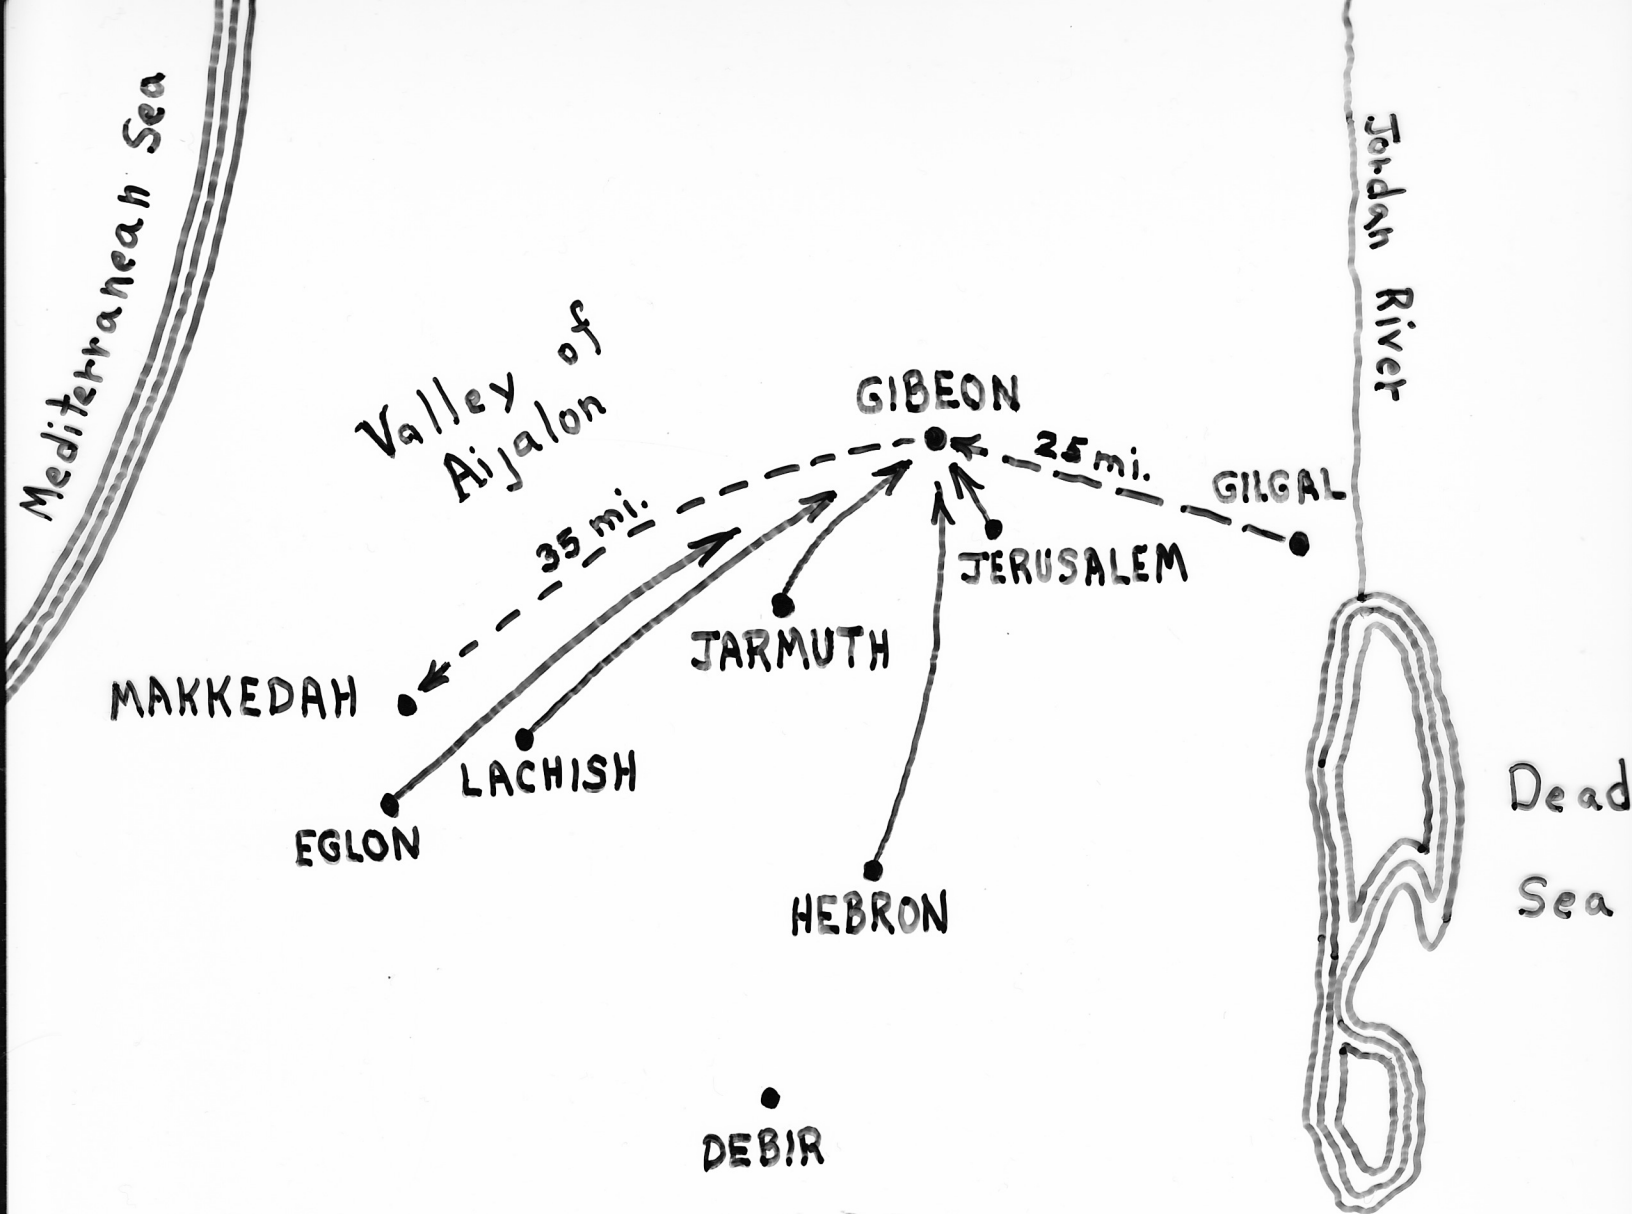 Mediterranean Sea
Jordan River
Valley of
Aijalon
GIBEON
25 mi.
GILGAL
35 mi.
JERUSALEM
JARMUTH
MAKKEDAH
LACHISH
EGLON
HEBRON
Dead
Sea
DEBIR